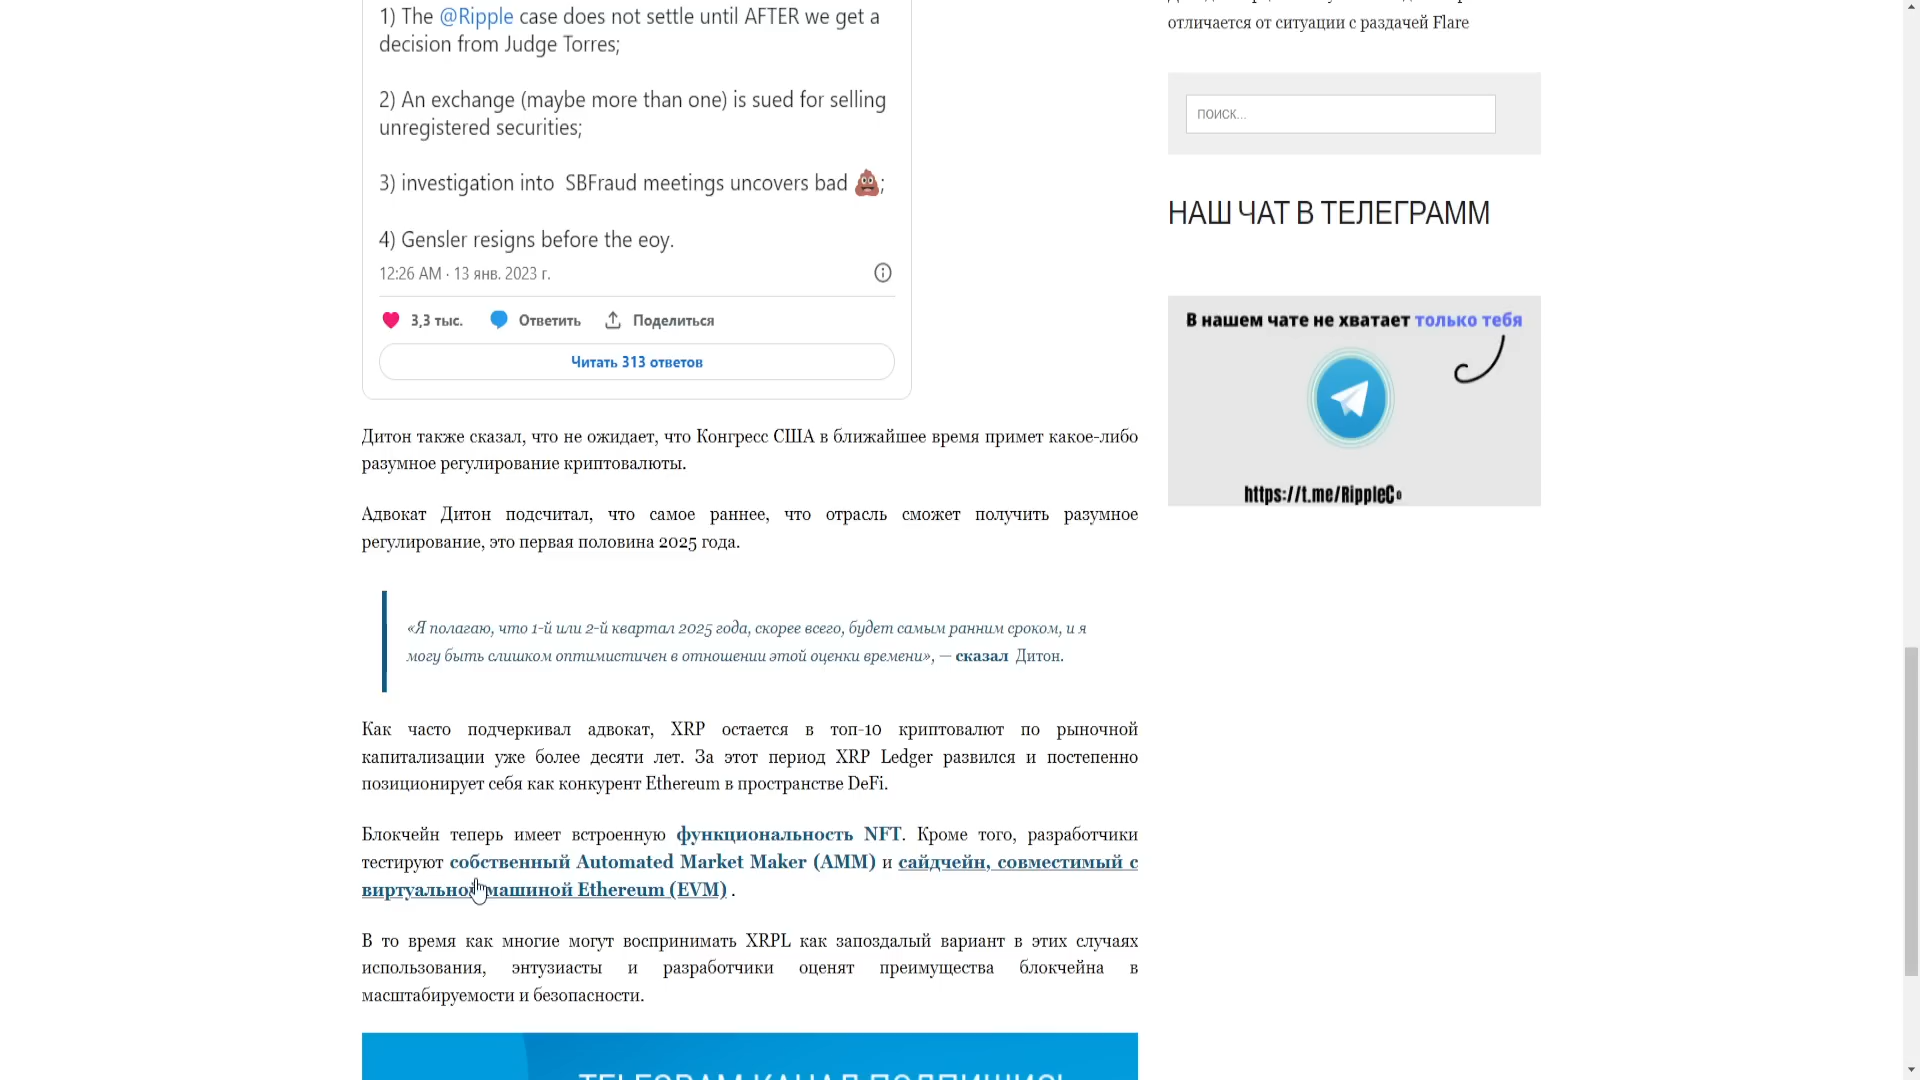 1) The @Ripple case does not settle until AFTER we get a
decision from Judge Torres;
2) An exchange (maybe more than one) is sued for selling
unregistered securities;
3) investigation into SBFraud meetings uncovers bad 💩;
4) Gensler resigns before the eoy.
12:26 AM · 13 янв. 2023 г.
3,3 тыс. Ответить Поделиться
Читать 313 ответов
Дитон также сказал, что не ожидает, что Конгресс США в ближайшее время примет какое-либо
разумное регулирование криптовалюты.
Адвокат Дитон подсчитал, что самое раннее, что отрасль сможет получить разумное
регулирование, это первая половина 2025 года.
«Я полагаю, что 1-й или 2-й квартал 2025 года, скорее всего, будет самым ранним сроком, и я
могу быть слишком оптимистичен в отношении этой оценки времени», — сказал Дитон.
Как часто подчеркивал адвокат, XRP остается в топ-10 криптовалют по рыночной
капитализации уже более десяти лет. За этот период XRP Ledger развился и постепенно
позиционирует себя как конкурент Ethereum в пространстве DeFi.
Блокчейн теперь имеет встроенную функциональность NFT. Кроме того, разработчики
тестируют собственный Automated Market Maker (AMM) и сайдчейн, совместимый с
виртуальной машиной Ethereum (EVM) .
В то время как многие могут воспринимать XRPL как запоздалый вариант в этих случаях
использования, энтузиасты и разработчики оценят преимущества блокчейна в
масштабируемости и безопасности.
TELEGRAM КАНАЛ ПОДПИШИСЬ
отличается от ситуации с раздачей Flare
поиск...
НАШ ЧАТ В ТЕЛЕГРАММ
В нашем чате не хватает только тебя
https://t.me/RippleCo